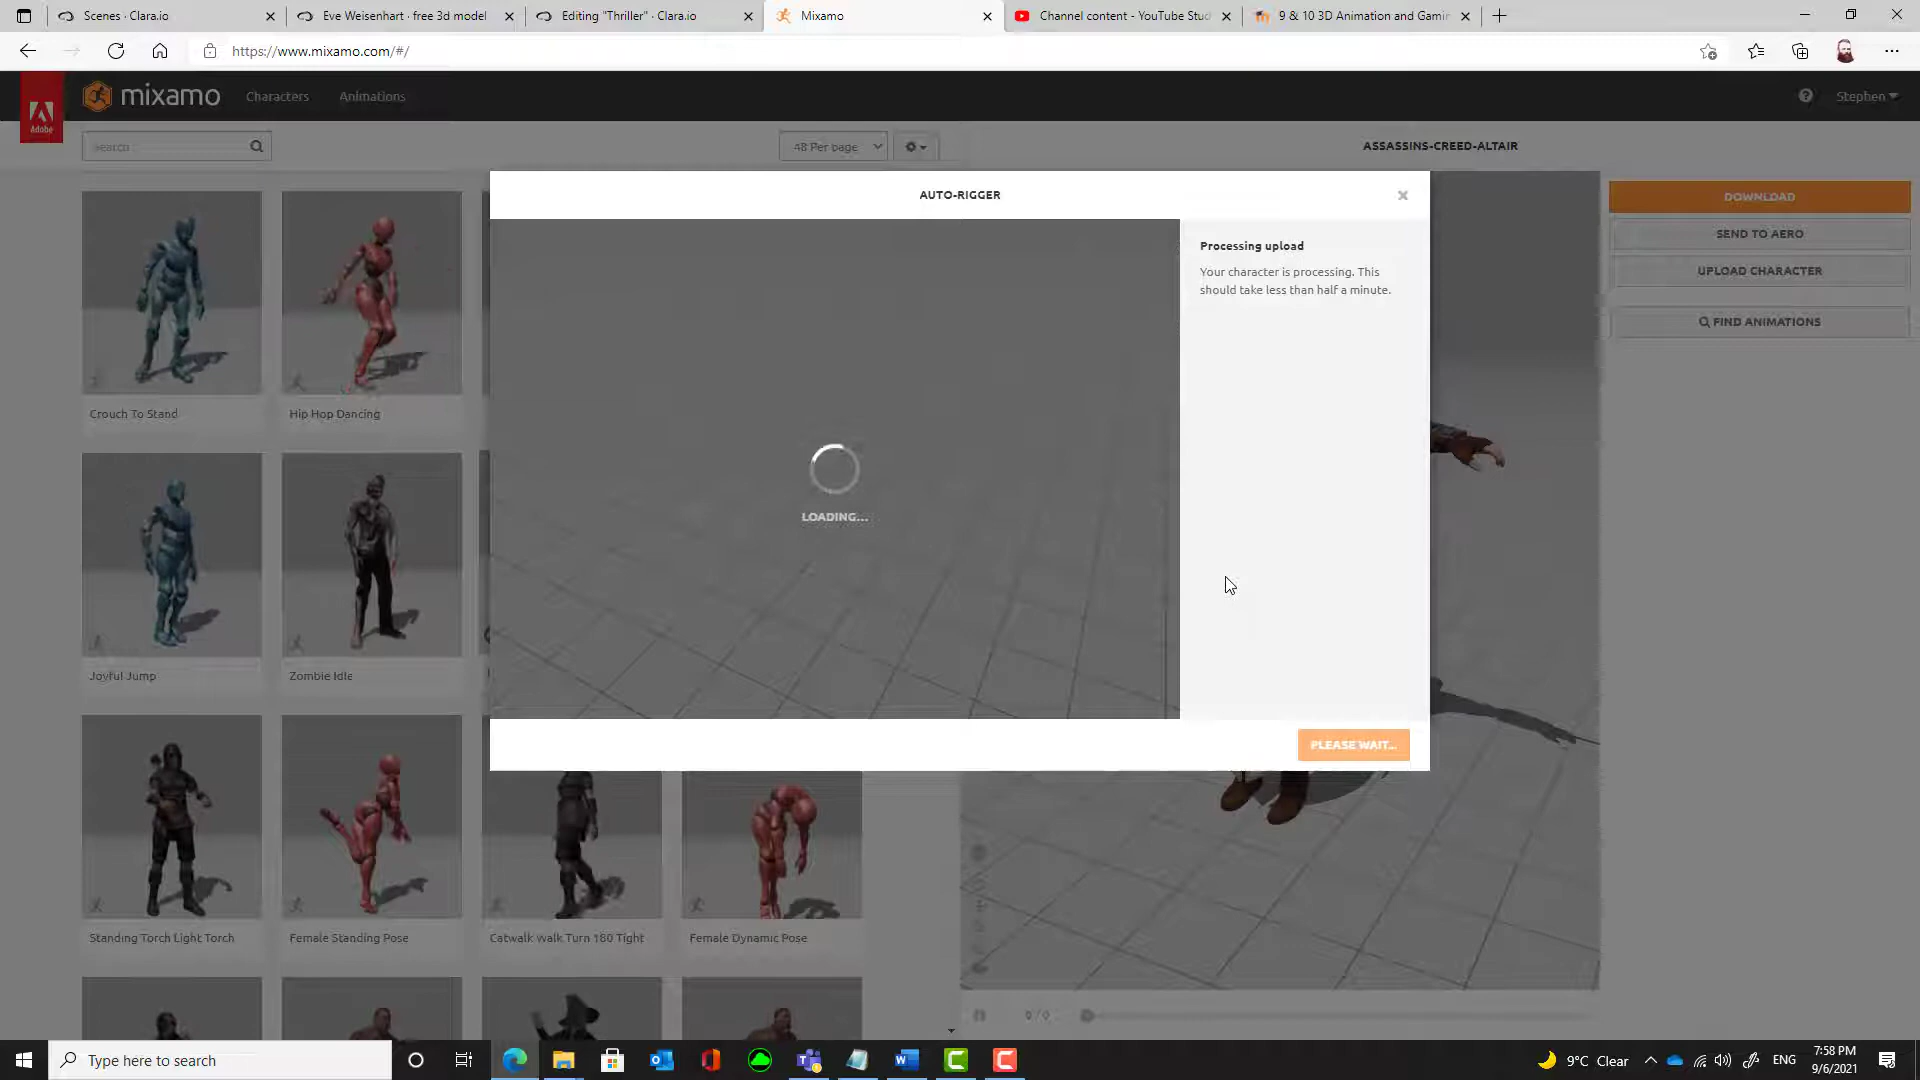 Scenes - Clara.io
Eve Weisenhart · free 3d model
Editing "Thriller" · Clara.io
Mixamo
Channel content - YouTube Stud
9 & 10 3D Animation and Gamin
https://www.mixamo.com/#/
Adobe
mixamo
Characters
Animations
Stephen
Search
48 Per page
ASSASSINS-CREED-ALTAIR
AUTO-RIGGER
DOWNLOAD
SEND TO AERO
UPLOAD CHARACTER
FIND ANIMATIONS
Processing upload
Your character is processing. This
should take less than half a minute.
LOADING...
PLEASE WAIT...
Crouch To Stand
Hip Hop Dancing
Joyful Jump
Zombie Idle
Standing Torch Light Torch
Female Standing Pose
Catwalk Walk Turn 180 Tight
Female Dynamic Pose
0 / 0
Type here to search
9°C Clear
ENG
7:58 PM
9/6/2021